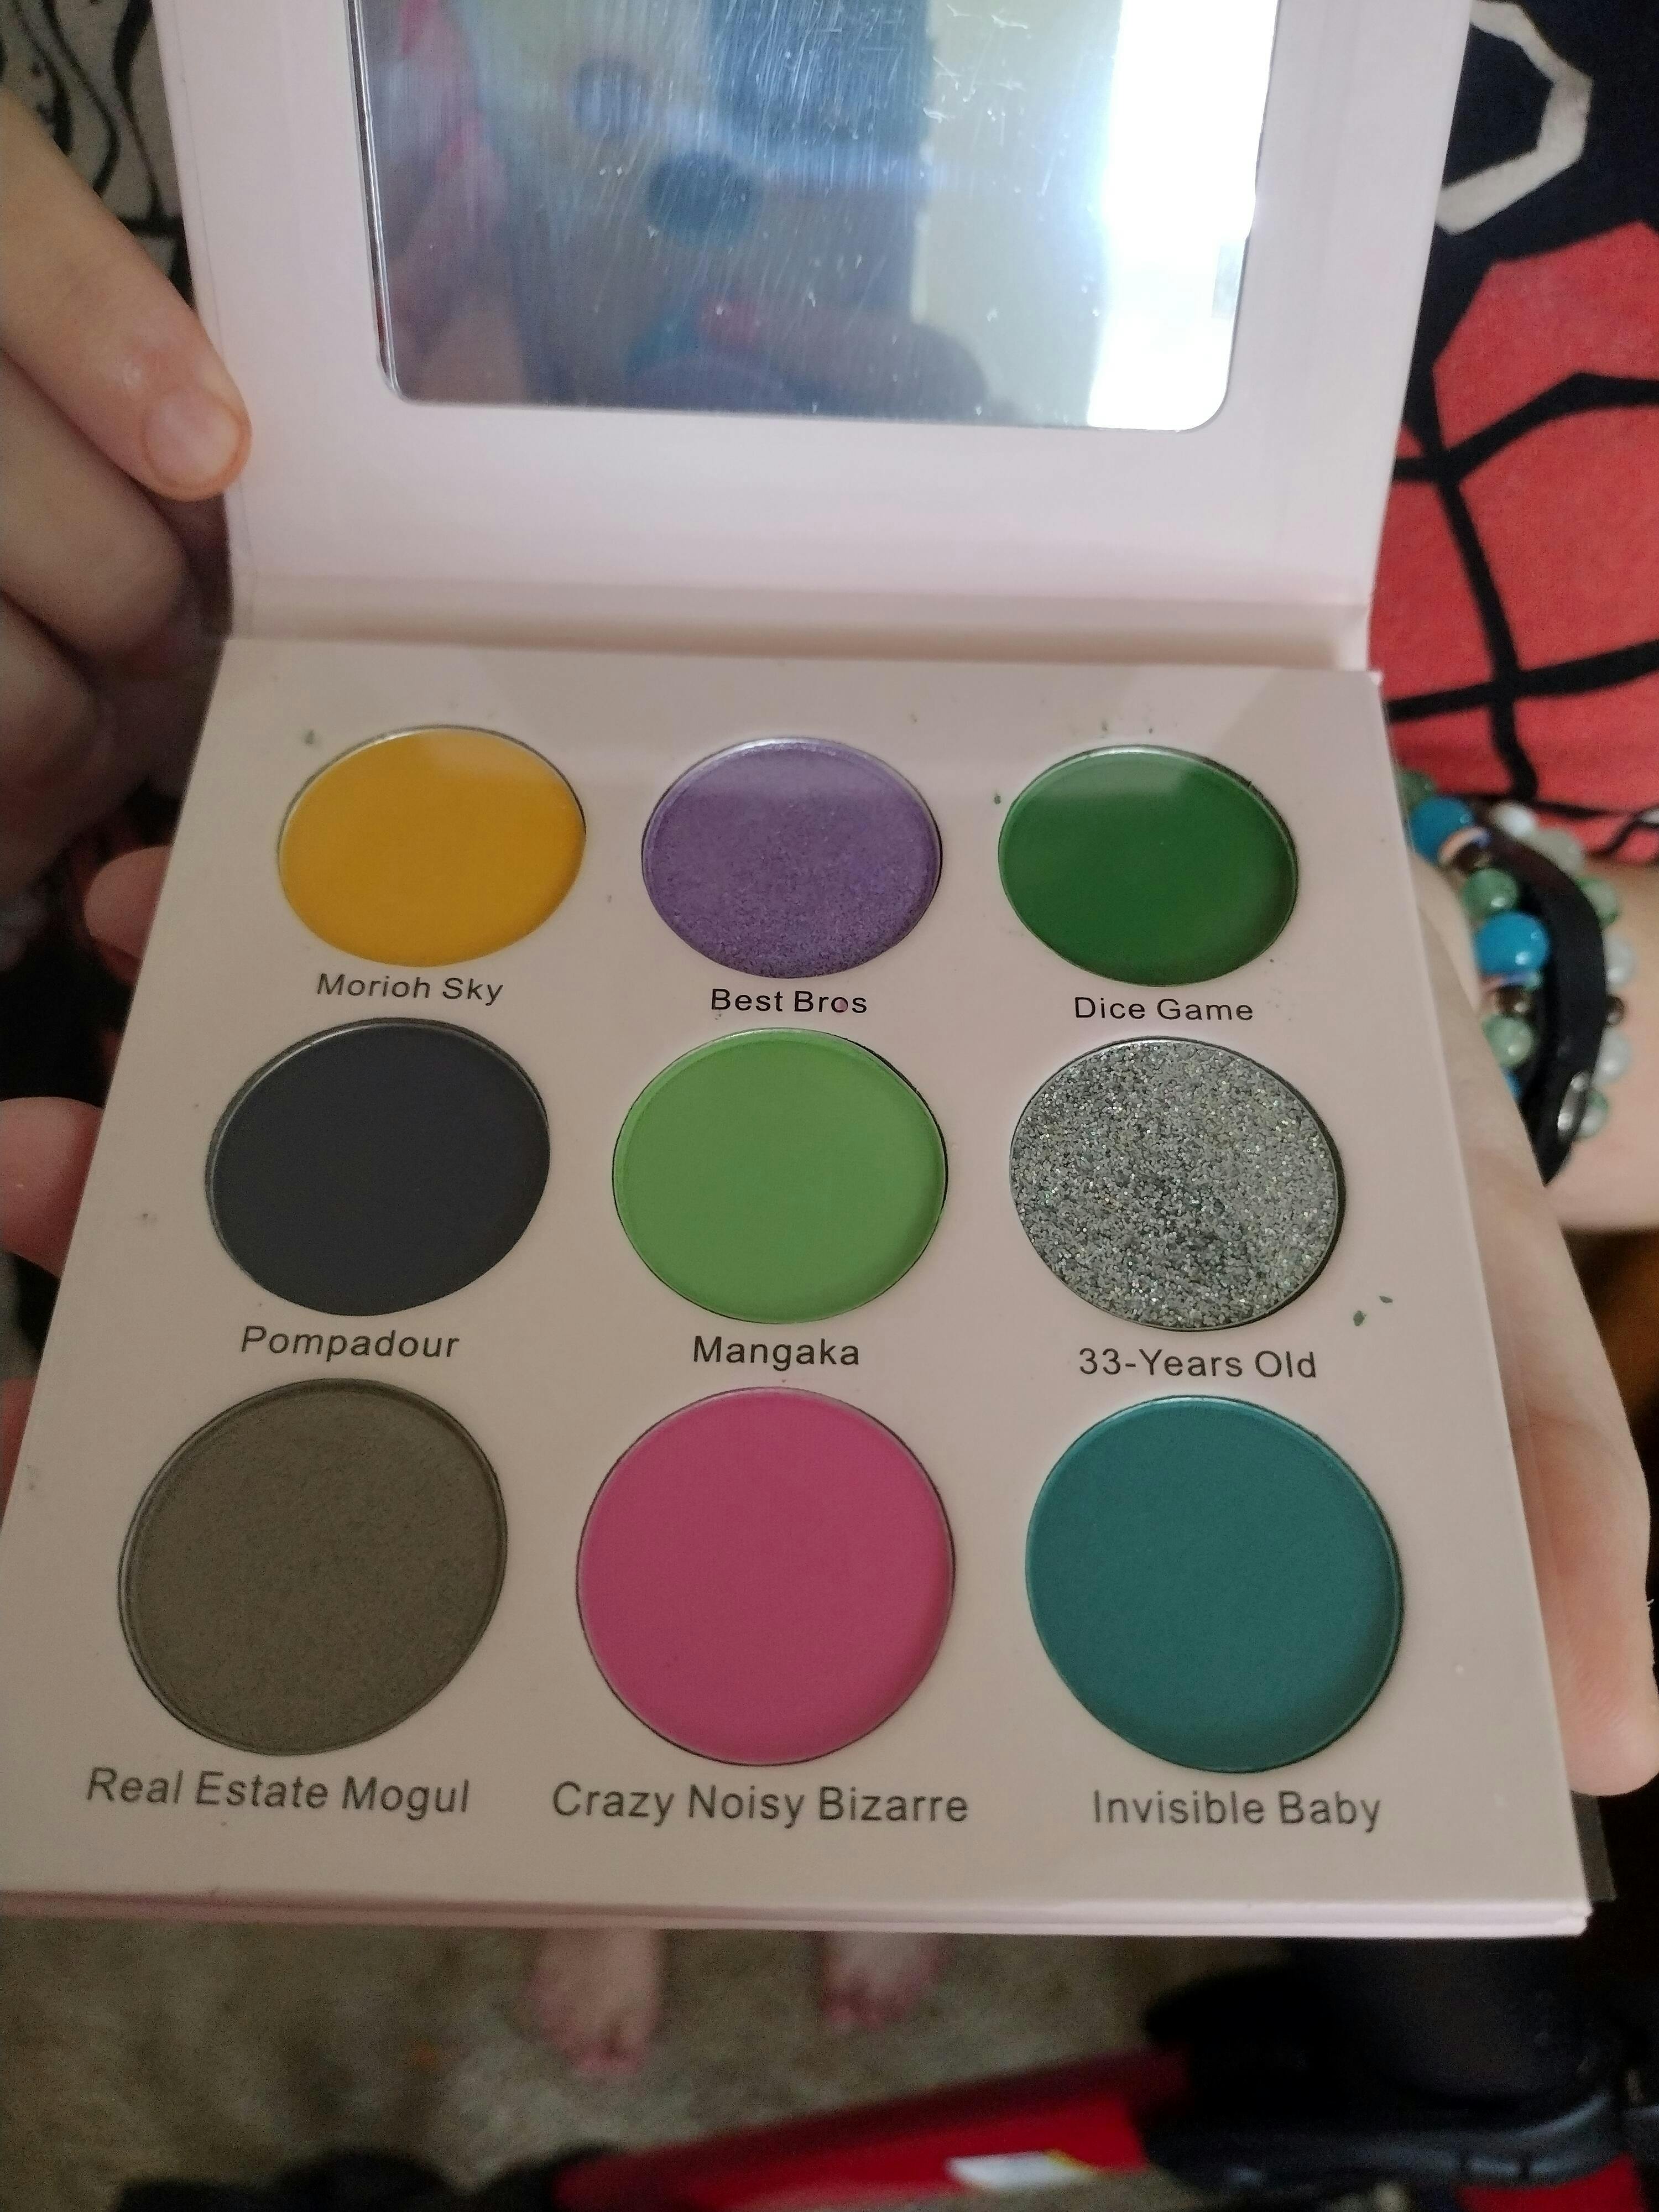 Morioh Sky
Best Bros
Dice Game
Pompadour
Mangaka
33-Years Old
Real Estate Mogul
Crazy Noisy Bizarre
Invisible Baby